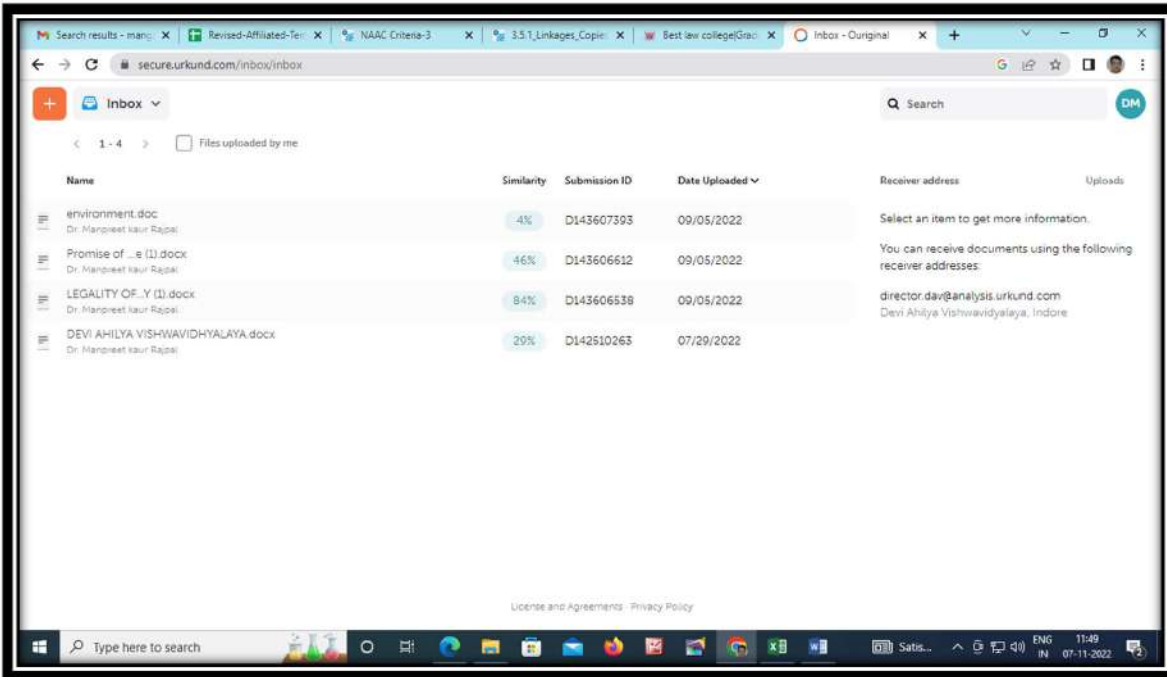 Search results - mang
Revised-Affiliated-Ter
NAAC Criteria-3
3.5.1_Linkages_Copie
Best law college|Grac
Inbox - Ouriginal
secure.urkund.com/inbox/inbox
Inbox
Search
DM
1 - 4
Files uploaded by me
Name Similarity Submission ID Date Uploaded Receiver address Uploads
environment.doc 4% D143607393 09/05/2022
Dr. Manpreet kaur Rajpal
Promise of ...e (1).docx 46% D143606612 09/05/2022
Dr. Manpreet kaur Rajpal
LEGALITY OF...Y (1).docx 84% D143606538 09/05/2022
Dr. Manpreet kaur Rajpal
DEVI AHILYA VISHWAVIDHYALAYA.docx 29% D142510263 07/29/2022
Dr. Manpreet kaur Rajpal
Select an item to get more information.
You can receive documents using the following
receiver addresses:
director.dav@analysis.urkund.com
Devi Ahilya Vishwavidyalaya, Indore
License and Agreements · Privacy Policy
Type here to search
Satis...
ENG
IN
11:49
07-11-2022
2